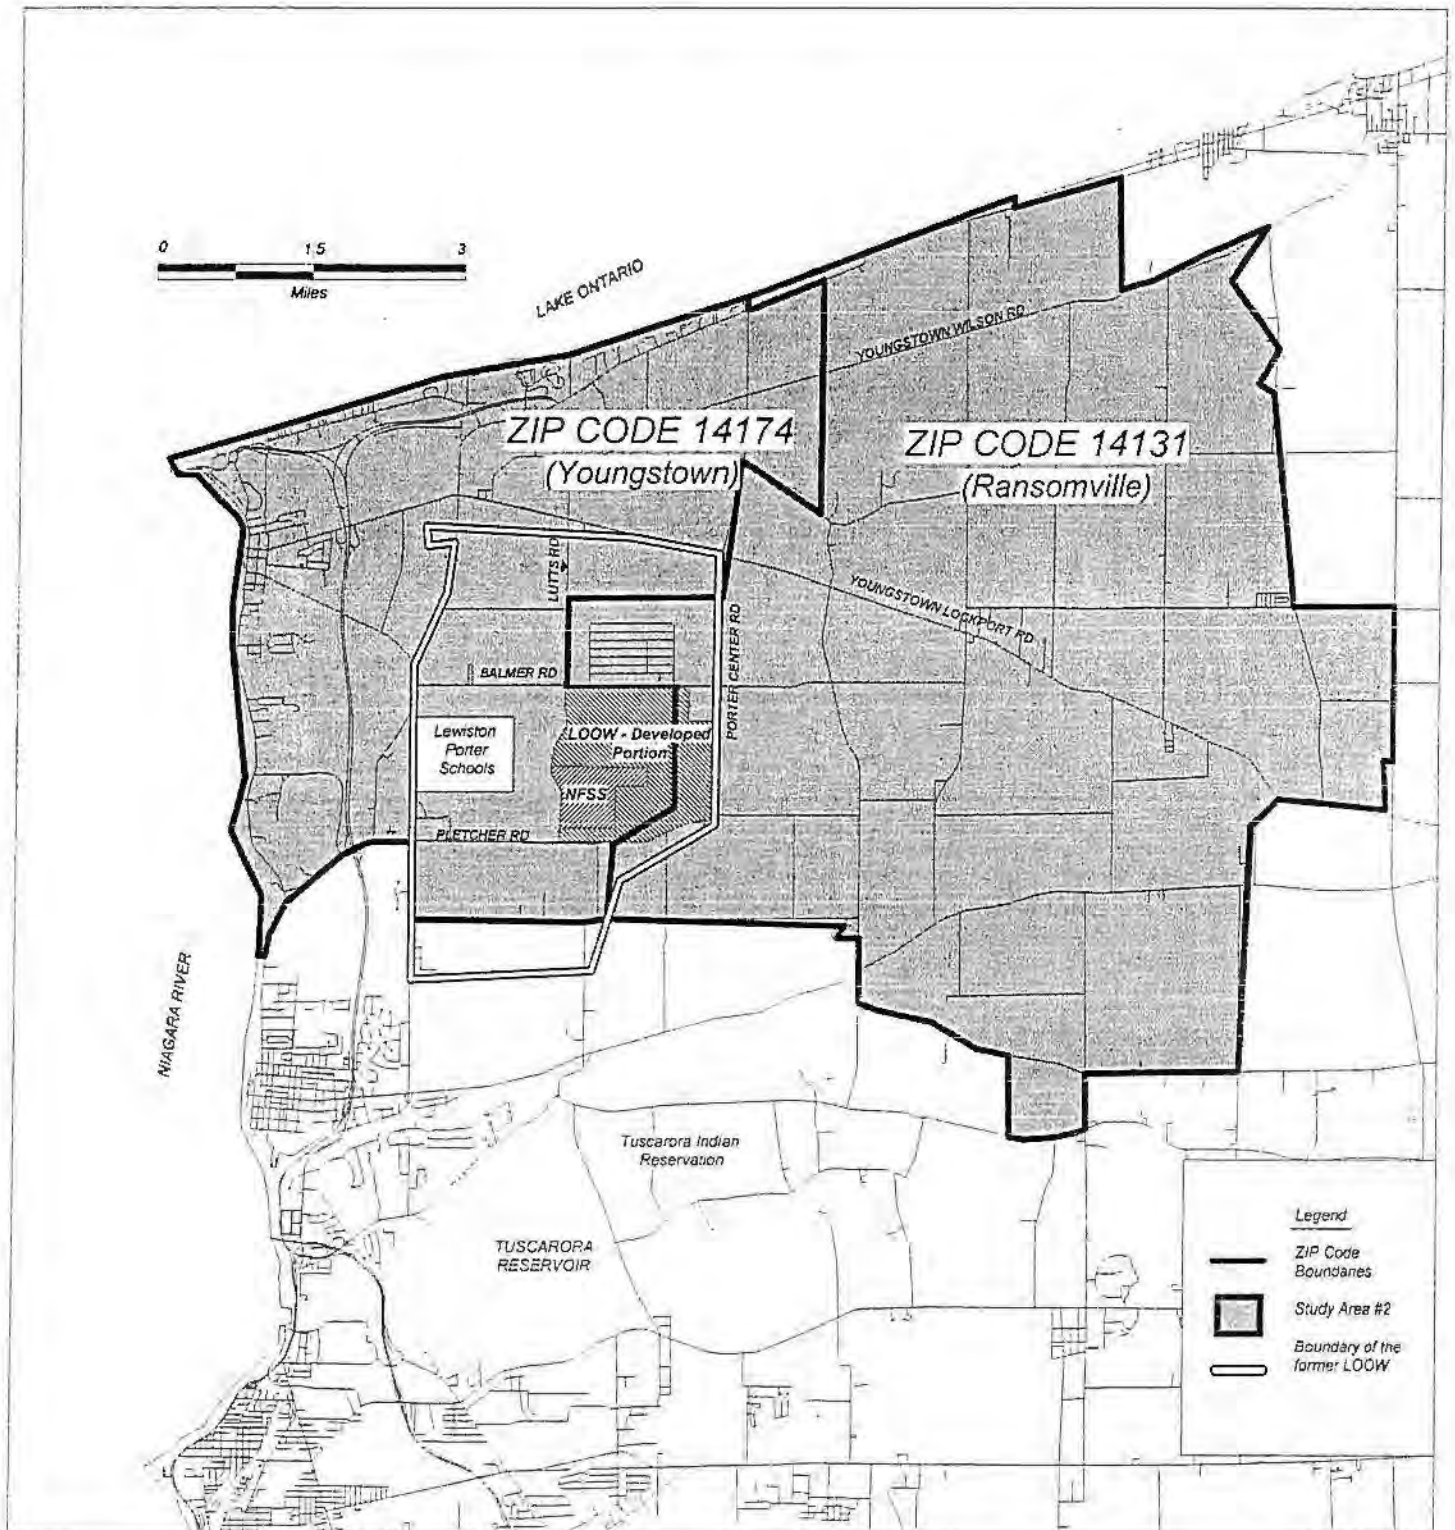 0 1.5 3
Miles
LAKE ONTARIO
YOUNGSTOWN WILSON RD
ZIP CODE 14174
(Youngstown)
ZIP CODE 14131
(Ransomville)
LUTTS RD
YOUNGSTOWN LOCKPORT RD
BALMER RD
PORTER CENTER RD
Lewiston
Porter
Schools
LOOW - Developed
Portion
NFSS
PLETCHER RD
NIAGARA RIVER
Tuscarora Indian
Reservation
TUSCARORA
RESERVOIR
Legend
ZIP Code
Boundaries
Study Area #2
Boundary of the
former LOOW